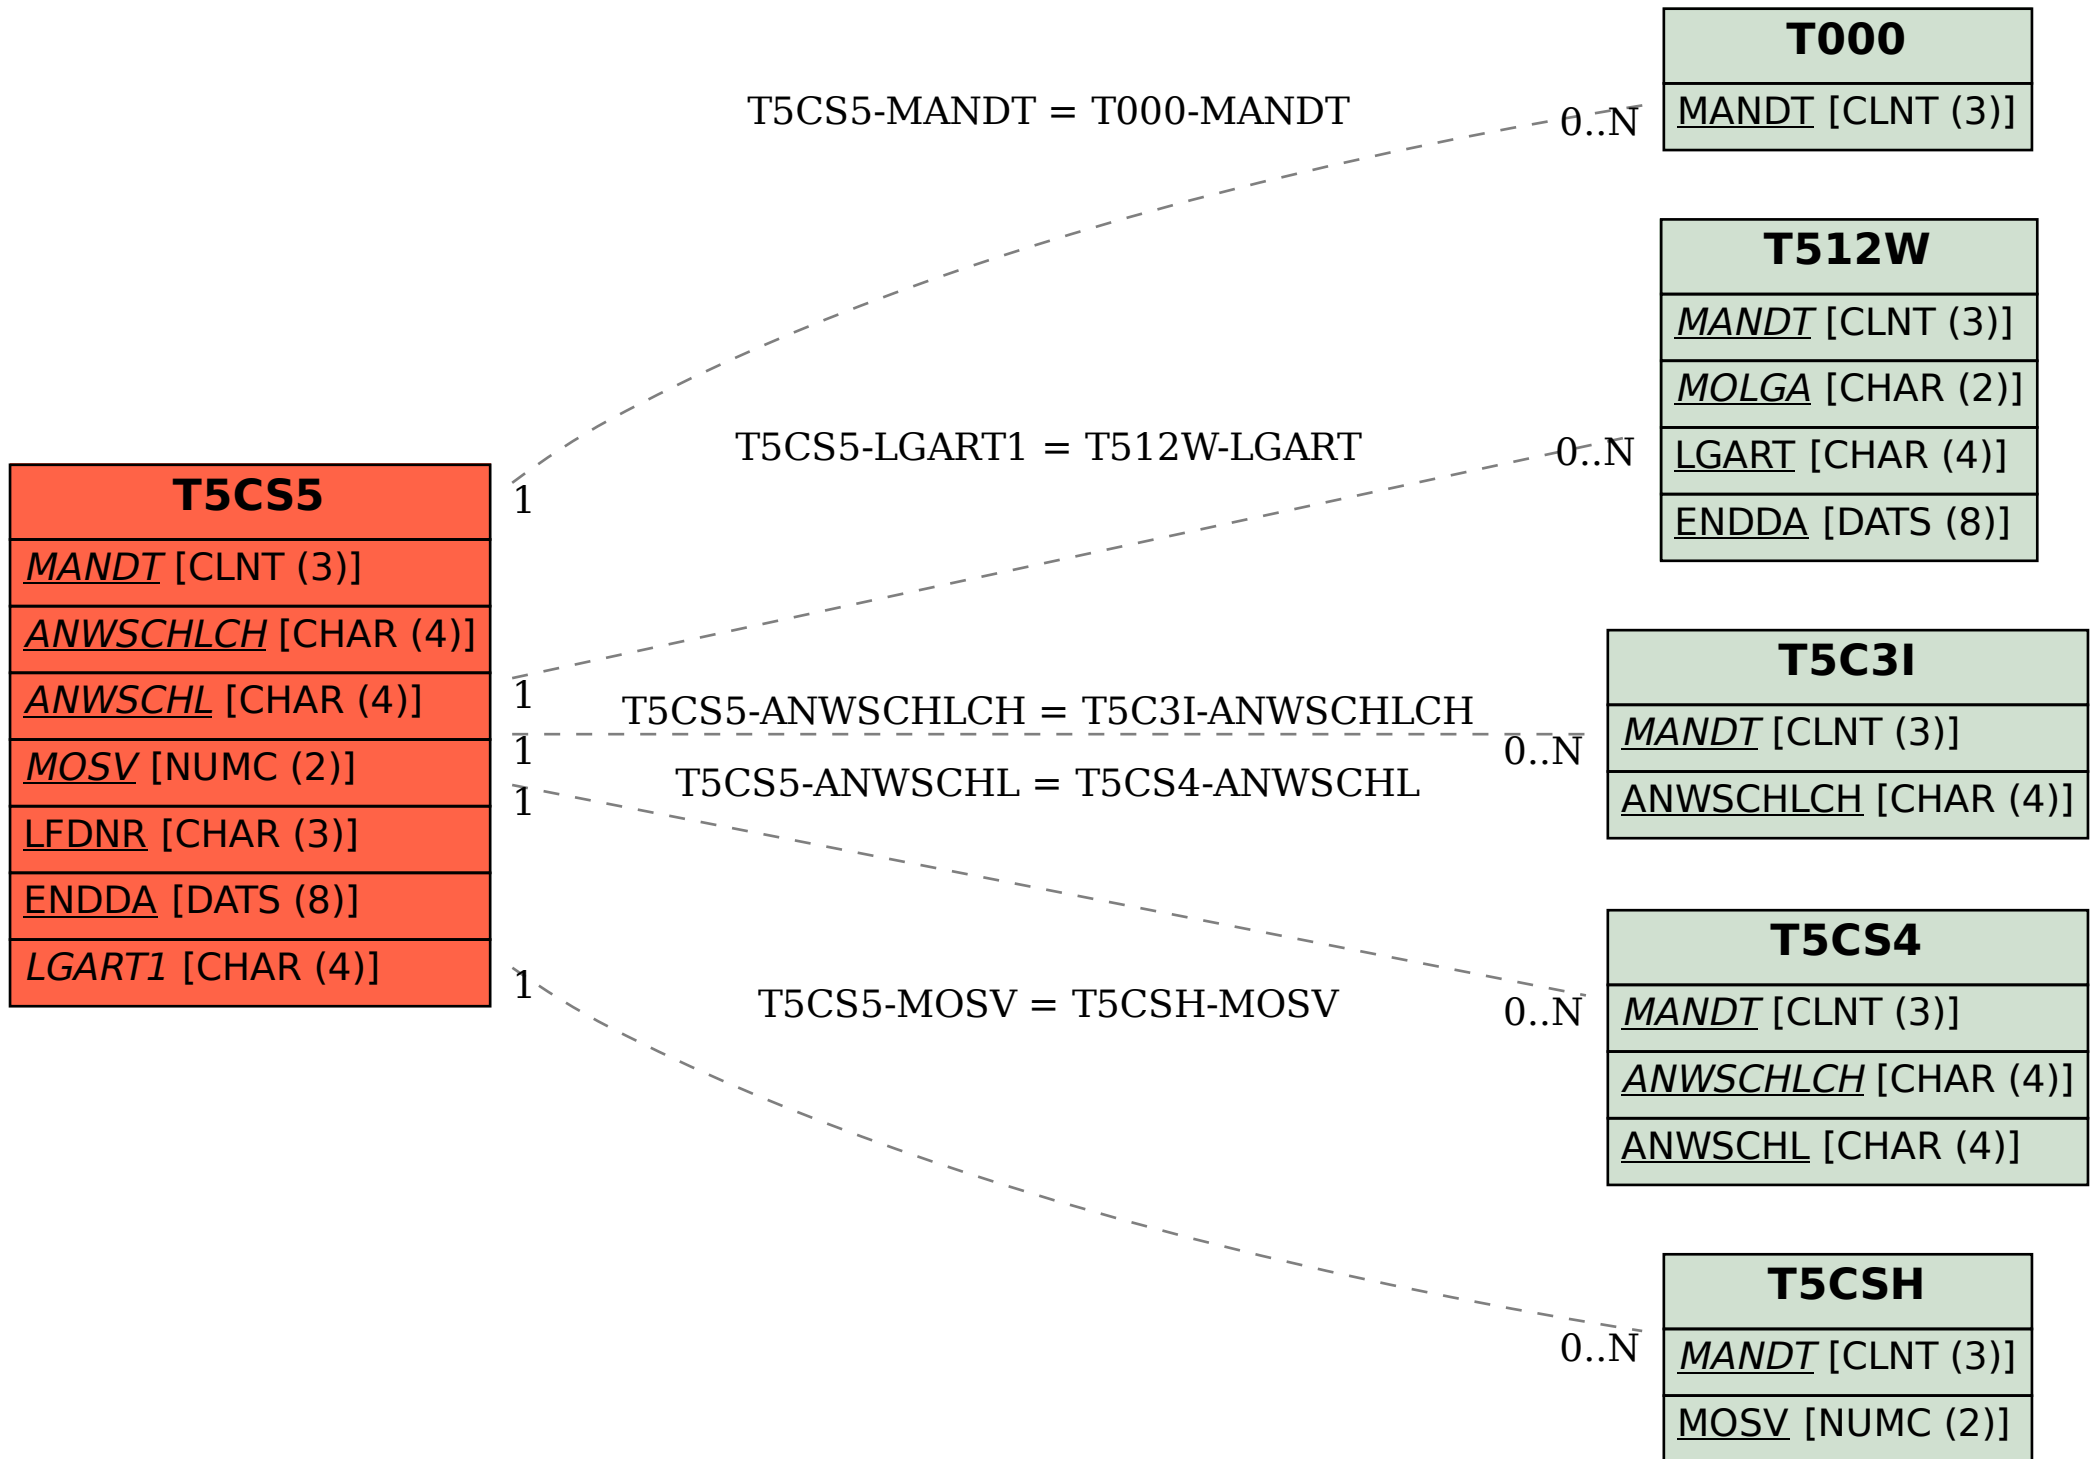 T5CS5
MANDT [CLNT (3)]
ANWSCHLCH [CHAR (4)]
ANWSCHL [CHAR (4)]
MOSV [NUMC (2)]
LFDNR [CHAR (3)]
ENDDA [DATS (8)]
LGART1 [CHAR (4)]
T5CS5-MANDT = T000-MANDT
1
0..N
T5CS5-LGART1 = T512W-LGART
1
0..N
T5CS5-ANWSCHLCH = T5C3I-ANWSCHLCH
1
0..N
T5CS5-ANWSCHL = T5CS4-ANWSCHL
1
0..N
T5CS5-MOSV = T5CSH-MOSV
1
0..N
T000
MANDT [CLNT (3)]
T512W
MANDT [CLNT (3)]
MOLGA [CHAR (2)]
LGART [CHAR (4)]
ENDDA [DATS (8)]
T5C3I
MANDT [CLNT (3)]
ANWSCHLCH [CHAR (4)]
T5CS4
MANDT [CLNT (3)]
ANWSCHLCH [CHAR (4)]
ANWSCHL [CHAR (4)]
T5CSH
MANDT [CLNT (3)]
MOSV [NUMC (2)]